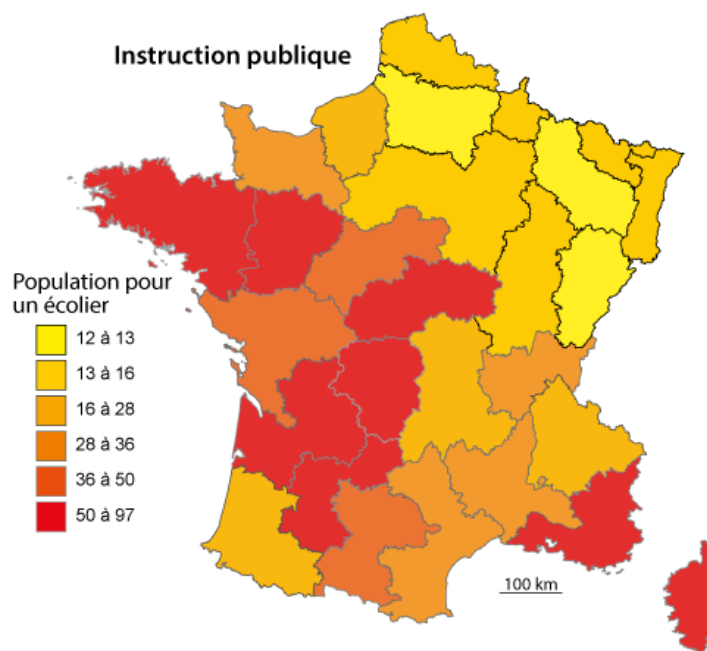 Instruction publique
Population pour
un écolier
12 à 13
13 à 16
16 à 28
28 à 36
36 à 50
50 à 97
100 km